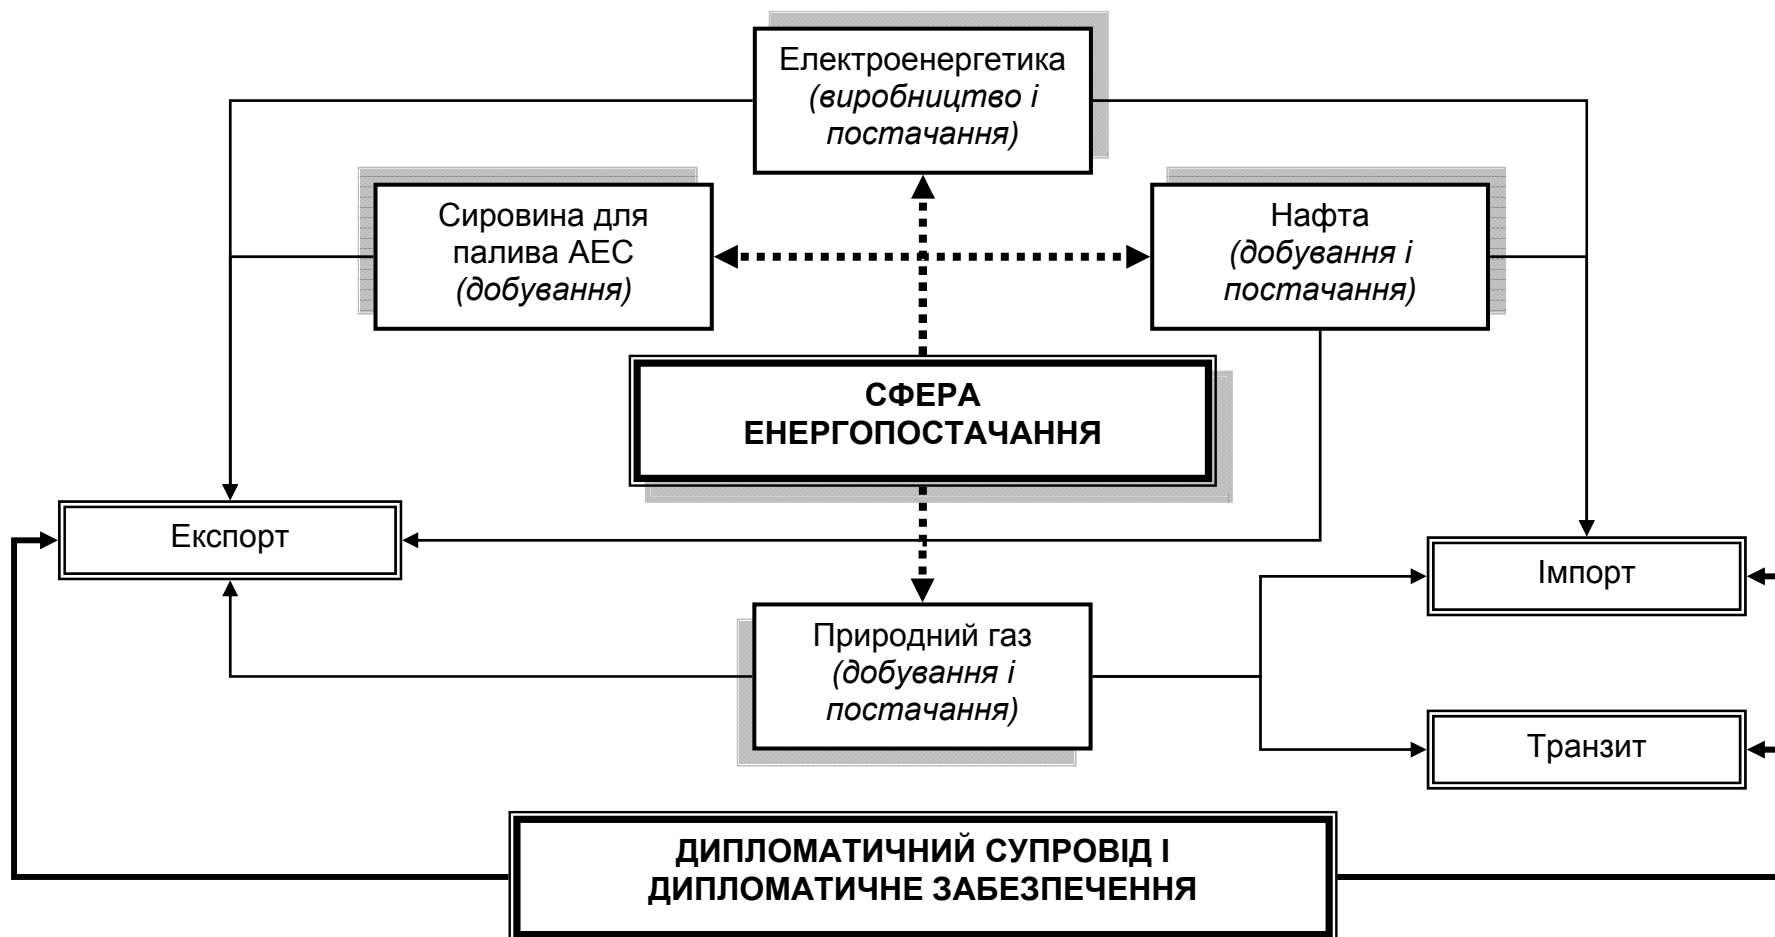 Електроенергетика
(виробництво і
постачання)
Сировина для
палива АЕС
(добування)
Нафта
(добування і
постачання)
СФЕРА
ЕНЕРГОПОСТАЧАННЯ
Експорт
Імпорт
Природний газ
(добування і
постачання)
Транзит
ДИПЛОМАТИЧНИЙ СУПРОВІД І
ДИПЛОМАТИЧНЕ ЗАБЕЗПЕЧЕННЯ